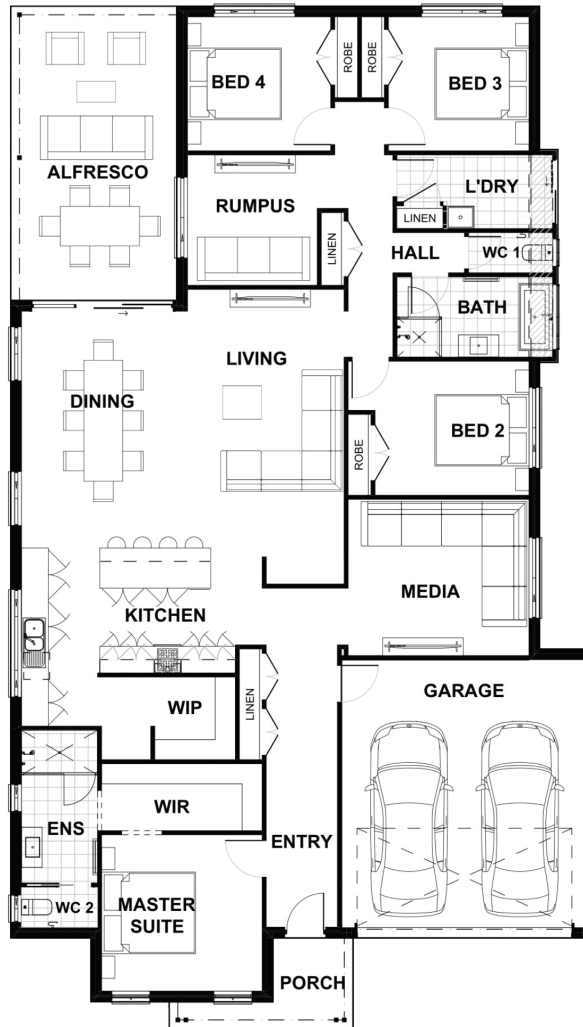 ROBE
ROBE
BED 4
BED 3
ALFRESCO
L'DRY
RUMPUS
LINEN
LINEN
HALL
WC 1
BATH
LIVING
DINING
BED 2
ROBE
MEDIA
KITCHEN
GARAGE
WIP
LINEN
WIR
ENS
ENTRY
MASTER
SUITE
WC 2
PORCH